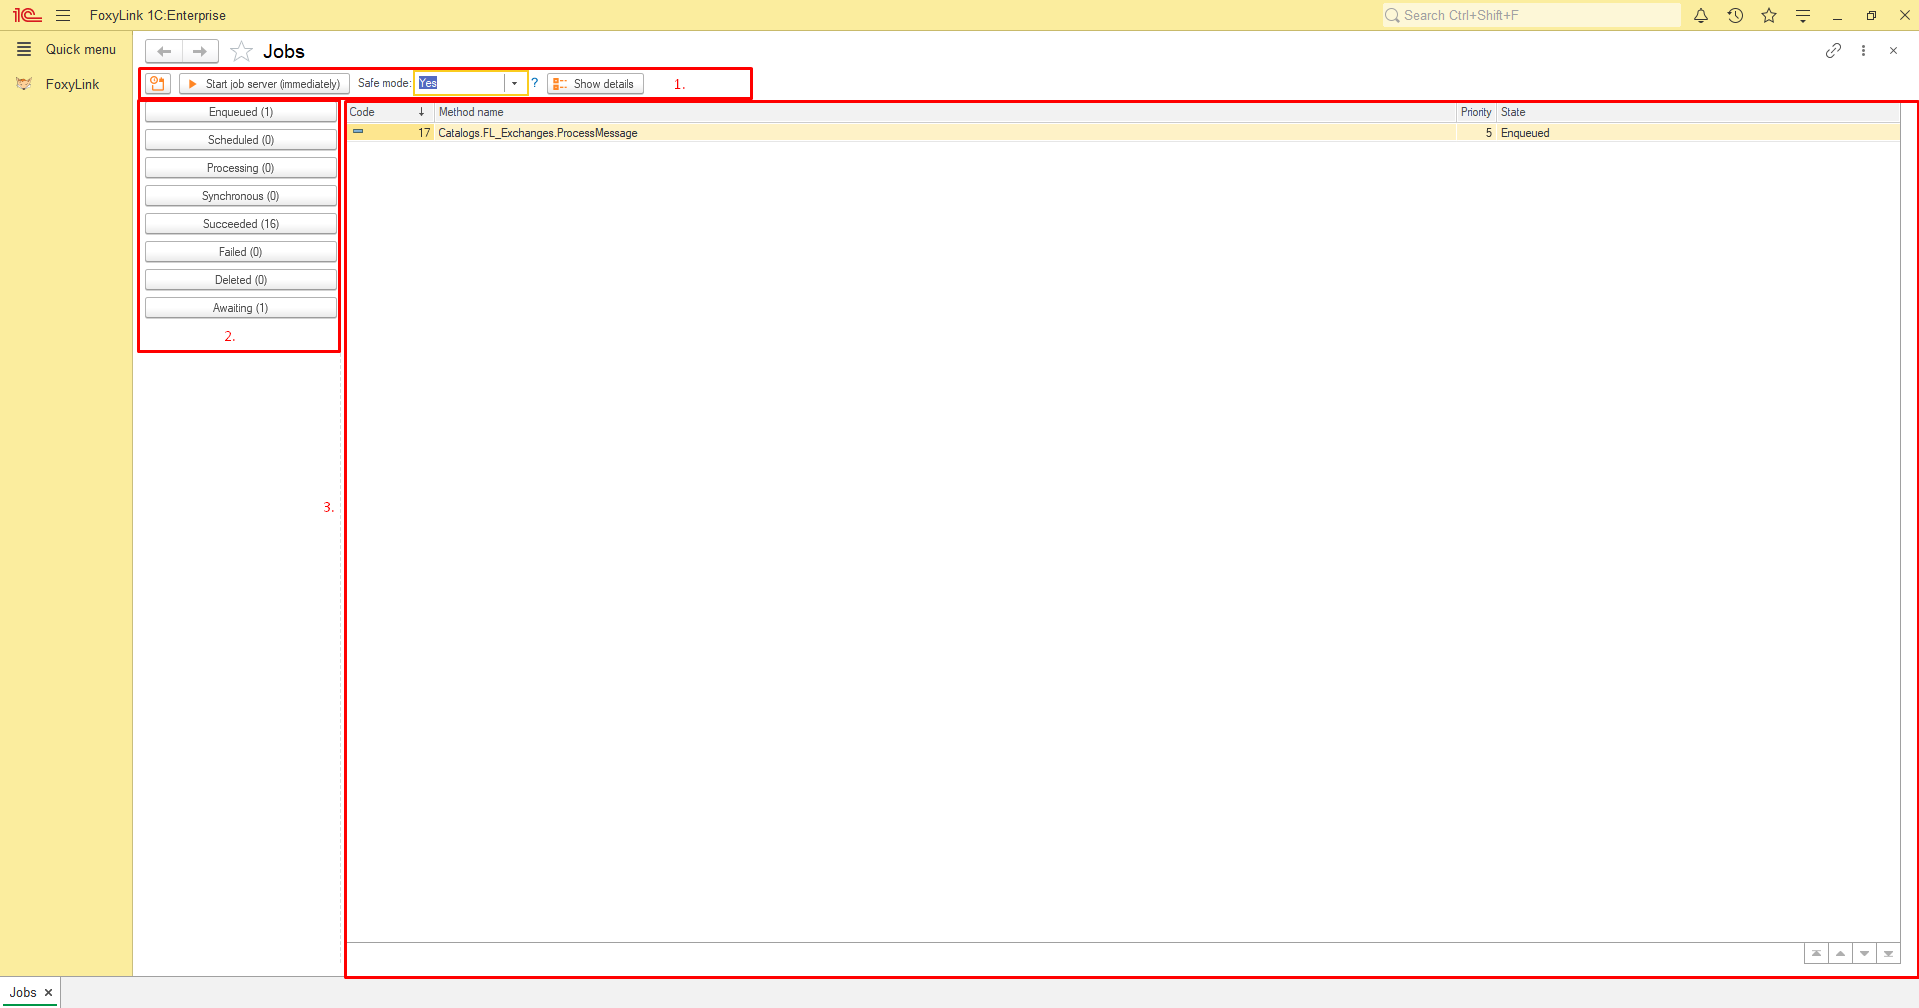 1C FoxyLink 1C:Enterprise Search Ctrl+Shift+F
Quick menu
FoxyLink
Jobs
Start job server (immediately) Safe mode: Yes ? Show details 1.
Enqueued (1)
Scheduled (0)
Processing (0)
Synchronous (0)
Succeeded (16)
Failed (0)
Deleted (0)
Awaiting (1)
2.
3.
Code Method name Priority State
17 Catalogs.FL_Exchanges.ProcessMessage 5 Enqueued
Jobs